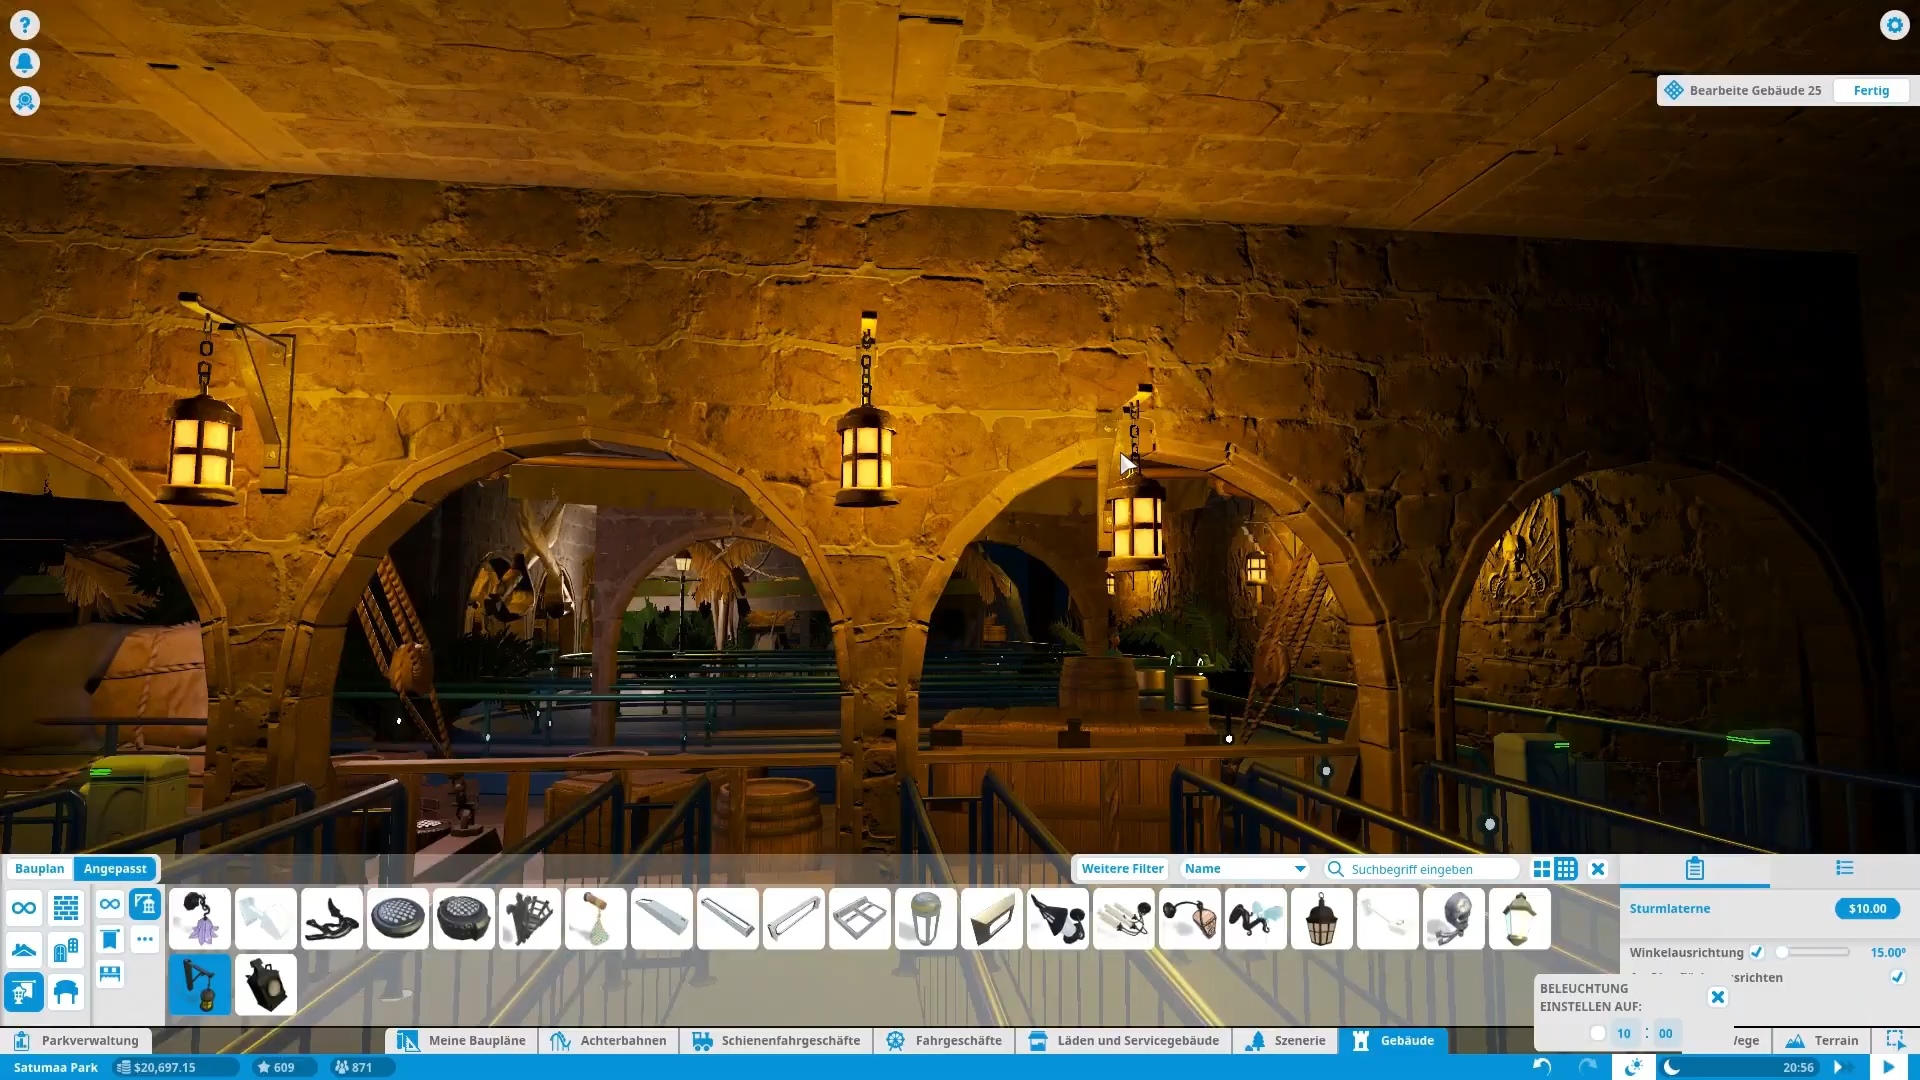 ?
Bearbeite Gebäude 25
Fertig
Bauplan
Angepasst
Weitere Filter
Name
Suchbegriff eingeben
Sturmlaterne
$10.00
Winkelausrichtung
15.00°
srichten
BELEUCHTUNG
EINSTELLEN AUF:
10 : 00
Parkverwaltung
Meine Baupläne
Achterbahnen
Schienenfahrgeschäfte
Fahrgeschäfte
Läden und Servicegebäude
Szenerie
Gebäude
Vege
Terrain
Satumaa Park
$20,697.15
609
871
20:56